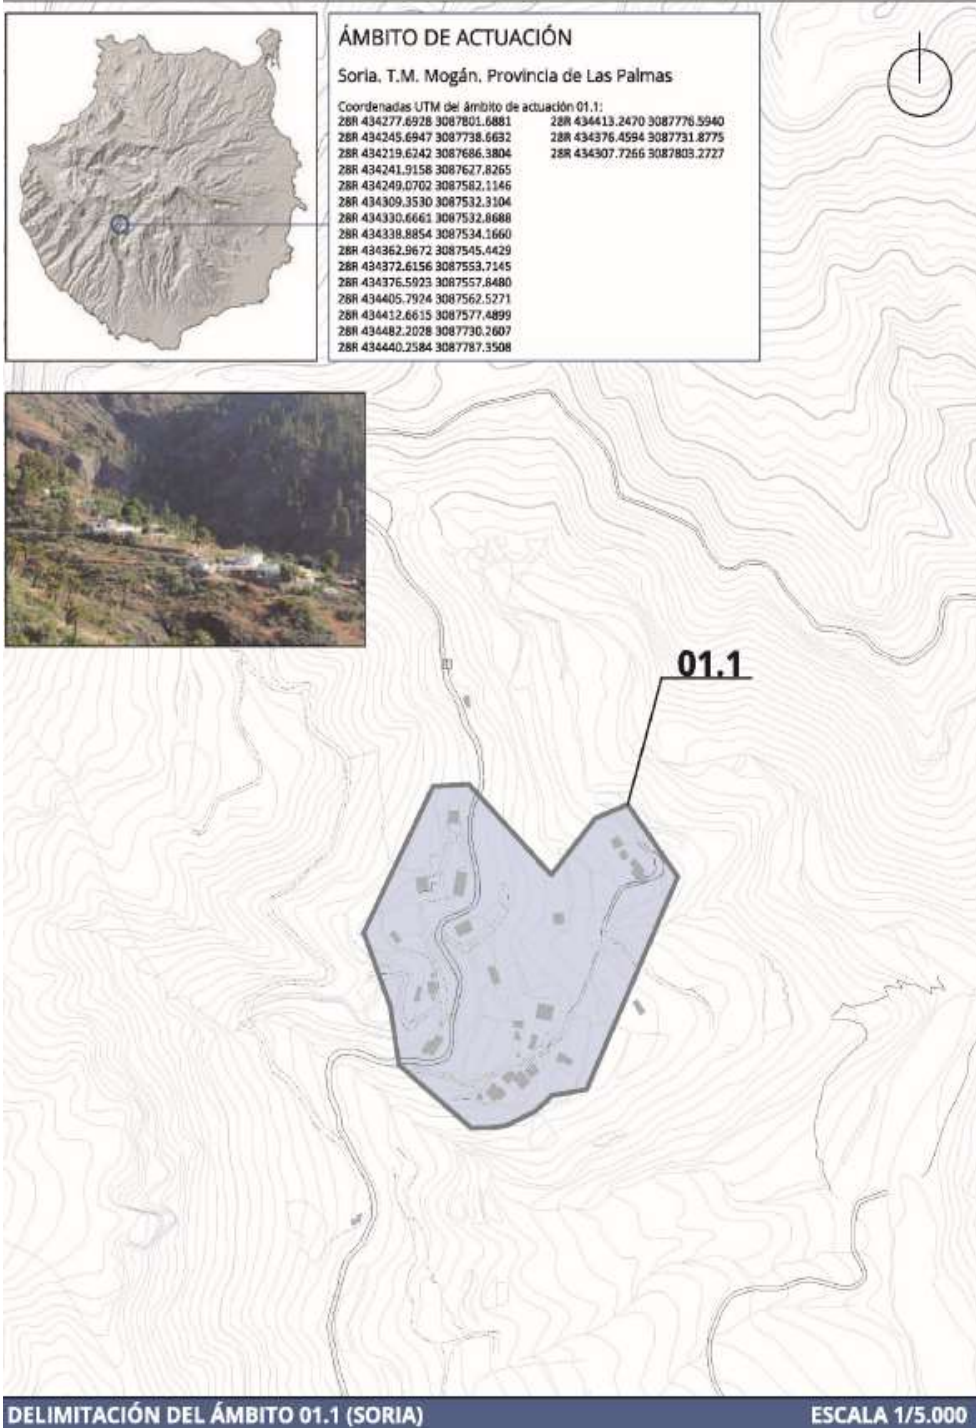 ÁMBITO DE ACTUACIÓN
Soria. T.M. Mogán. Provincia de Las Palmas
Coordenadas UTM del ámbito de actuación 01.1:
28R 434277.6928 3087801.6881
28R 434245.6947 3087738.6632
28R 434219.6242 3087686.3804
28R 434241.9158 3087627.8265
28R 434249.0702 3087582.1146
28R 434309.3530 3087532.3104
28R 434330.6661 3087532.8688
28R 434338.8854 3087534.1660
28R 434362.9672 3087545.4429
28R 434372.6156 3087553.7145
28R 434376.5923 3087557.8480
28R 434405.7924 3087562.5271
28R 434412.6615 3087577.4899
28R 434482.2028 3087730.2607
28R 434440.2584 3087787.3508
28R 434413.2470 3087776.5940
28R 434376.4594 3087731.8775
28R 434307.7266 3087803.2727
01.1
DELIMITACIÓN DEL ÁMBITO 01.1 (SORIA)
ESCALA 1/5.000